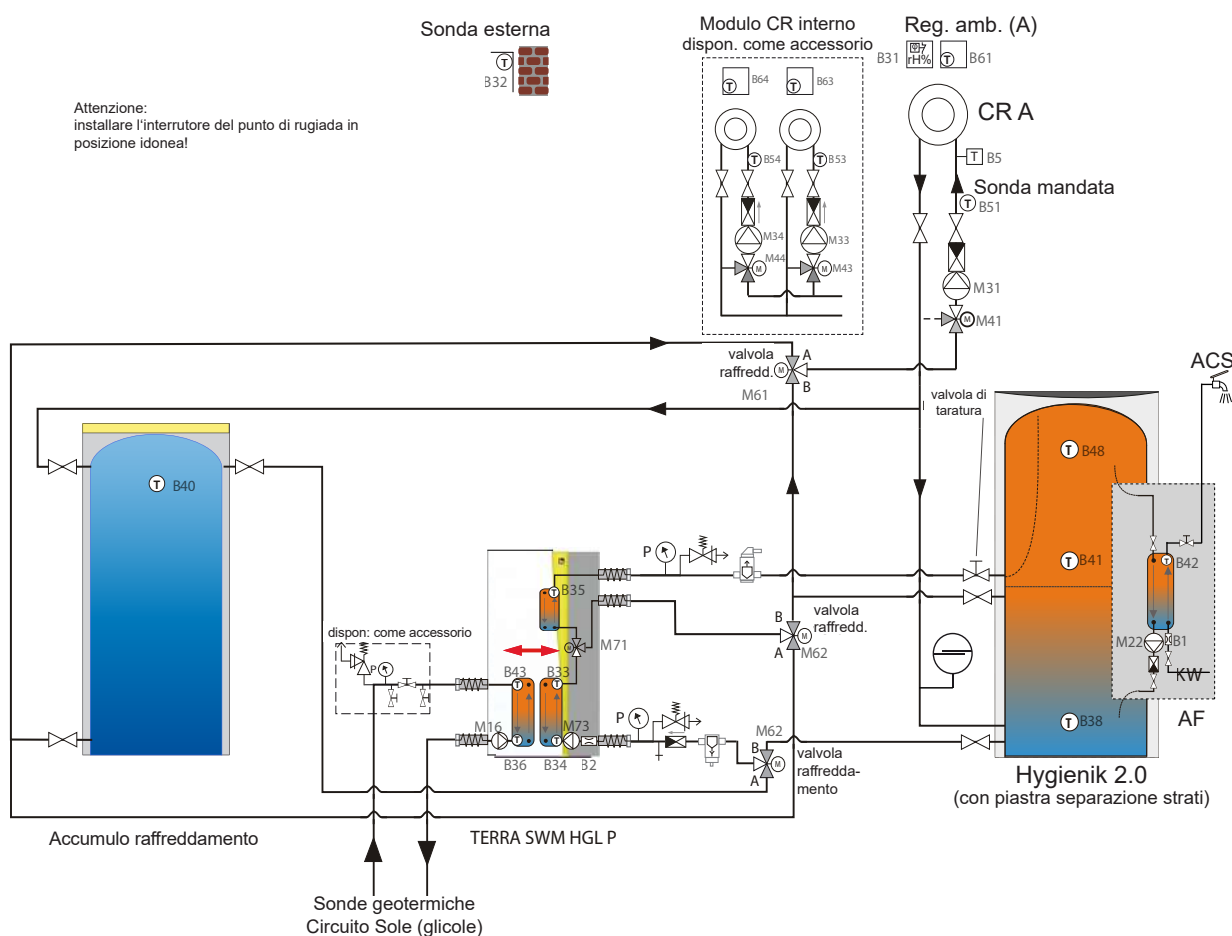 Sonda esterna
T
B32
Attenzione:
installare l'interrutore del punto di rugiada in
posizione idonea!
Modulo CR interno
dispon. come accessorio
T B64
T B63
T B54
T B53
M34
M33
M44
M
M43
M
Reg. amb. (A)
B31
rH%
T
B61
CR A
T B5
Sonda mandata
T B51
M31
M M41
valvola
raffredd.
M
A
B
M61
valvola di
taratura
ACS
T B40
T B48
T B41
T B42
M22
B1
KW
AF
T B38
P
T B35
valvola
raffredd.
B
A
M
M62
dispon: come accessorio
P
M M71
B43
T
B33
T
M16
T
M73
T
B36
B34
B2
P
M62
B
A
M
valvola
raffredda-
mento
Hygienik 2.0
(con piastra separazione strati)
Accumulo raffreddamento
TERRA SWM HGL P
Sonde geotermiche
Circuito Sole (glicole)